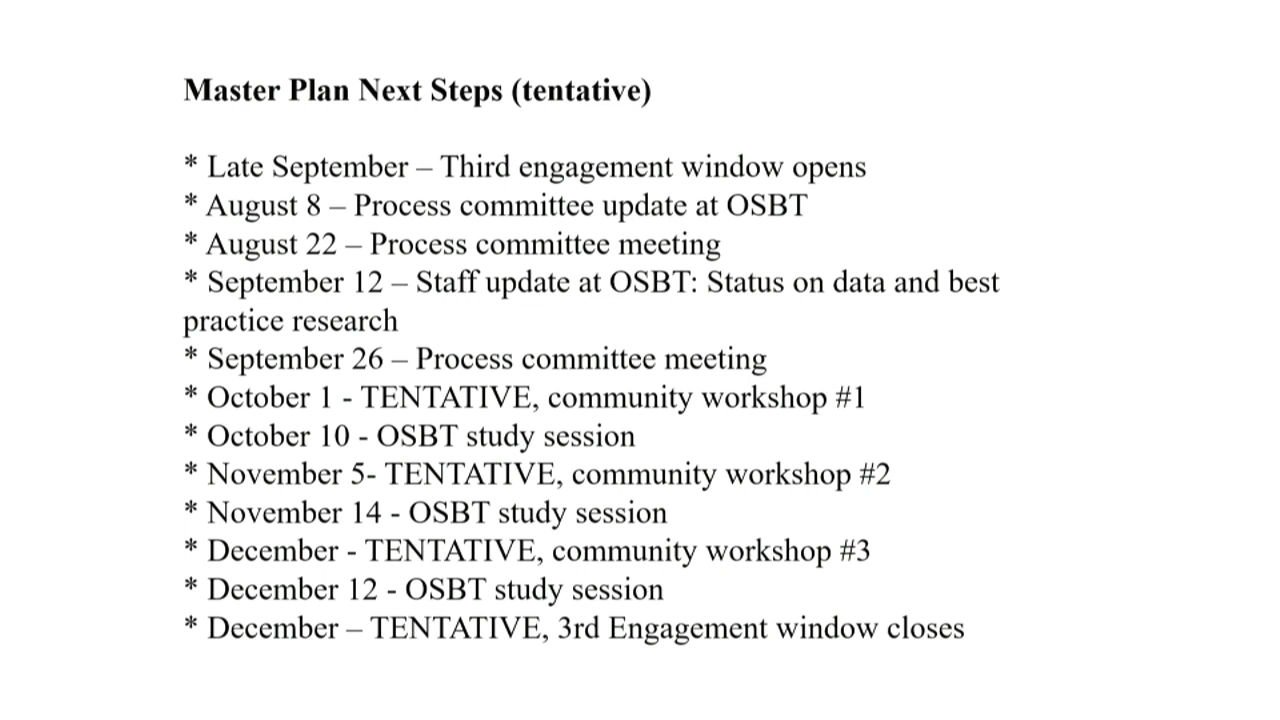 Master Plan Next Steps (tentative)
* Late September – Third engagement window opens
* August 8 – Process committee update at OSBT
* August 22 – Process committee meeting
* September 12 – Staff update at OSBT: Status on data and best
practice research
* September 26 – Process committee meeting
* October 1 - TENTATIVE, community workshop #1
* October 10 - OSBT study session
* November 5- TENTATIVE, community workshop #2
* November 14 - OSBT study session
* December - TENTATIVE, community workshop #3
* December 12 - OSBT study session
* December – TENTATIVE, 3rd Engagement window closes